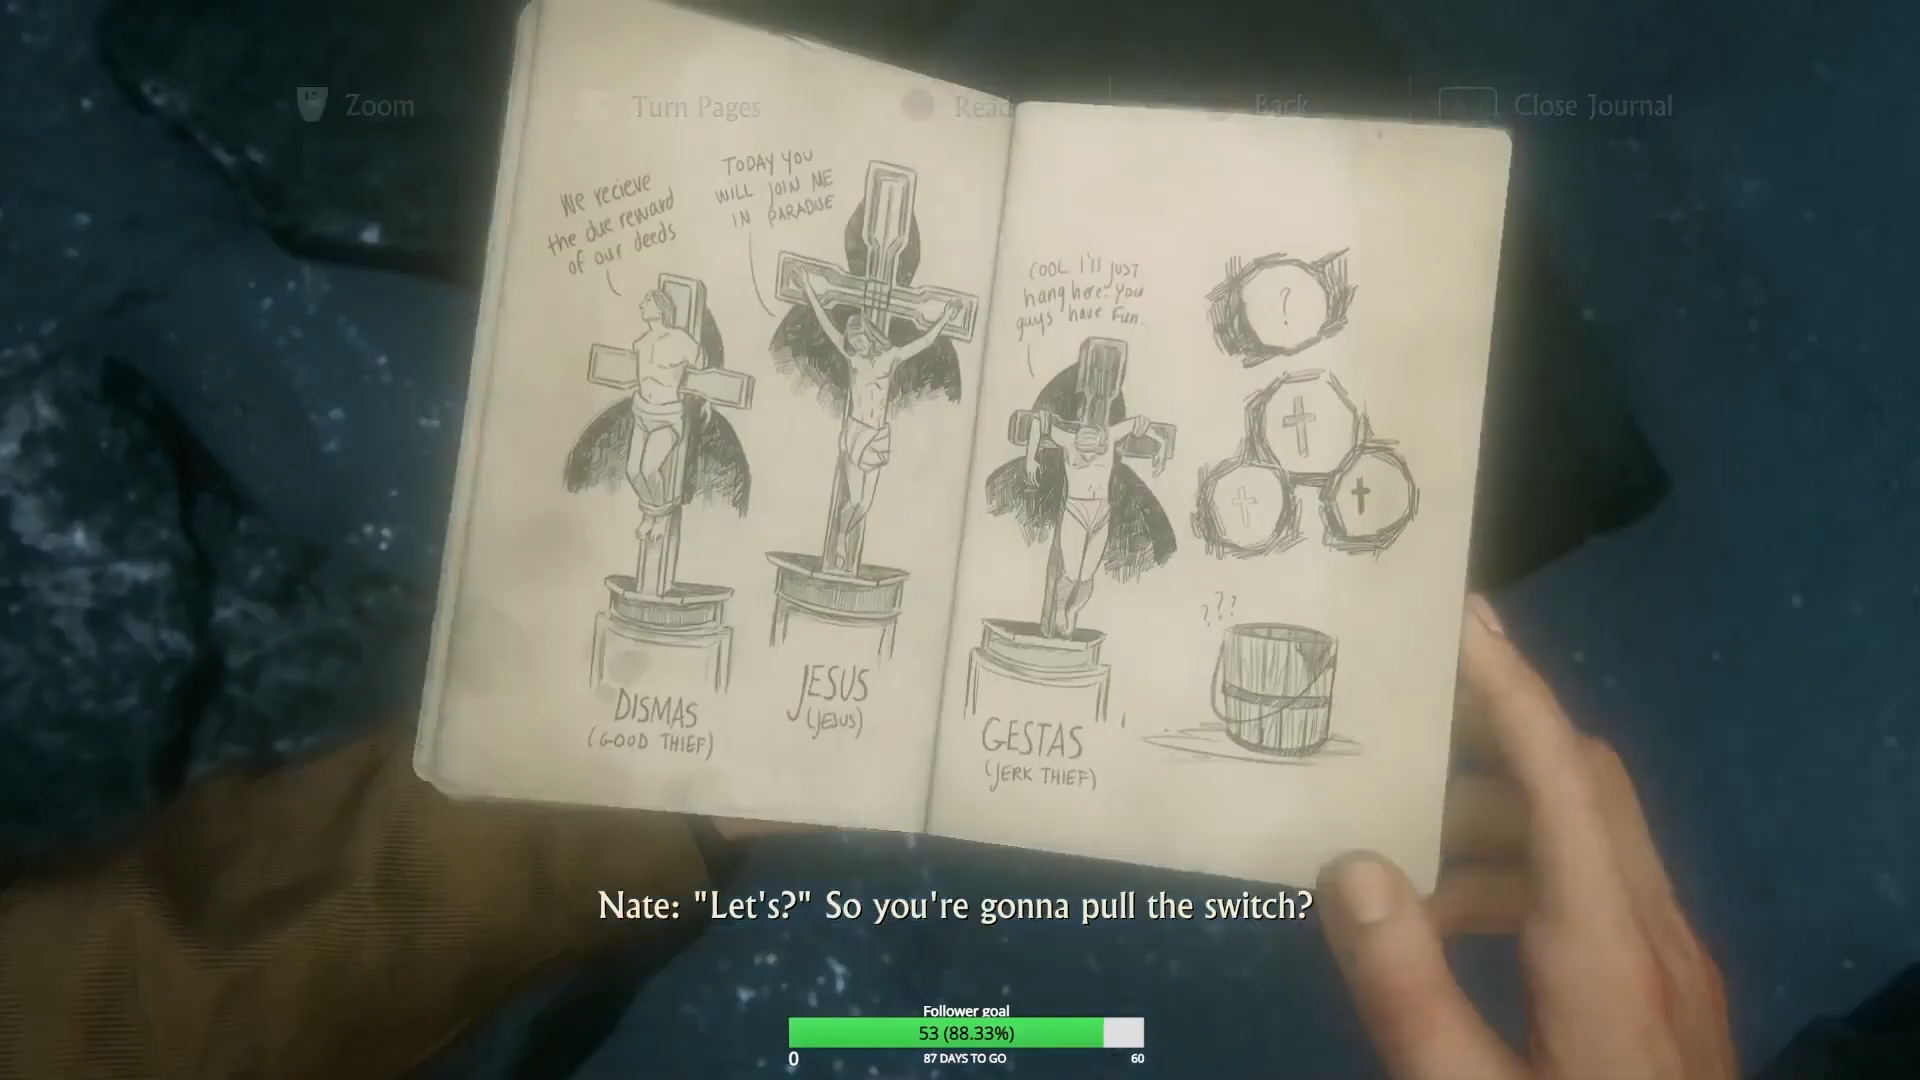 Zoom
Turn Pages
Read
Back
Close Journal
We recieve
the due reward
of our deeds
TODAY YOU
WILL JOIN ME
IN PARADISE
COOL I'll JUST
hang here. You
guys have Fun.
?
???
DISMAS
(GOOD THIEF)
JESUS
(JESUS)
GESTAS
(JERK THIEF)
Nate: "Let's?" So you're gonna pull the switch?
Follower goal
53 (88.33%)
0
87 DAYS TO GO
60